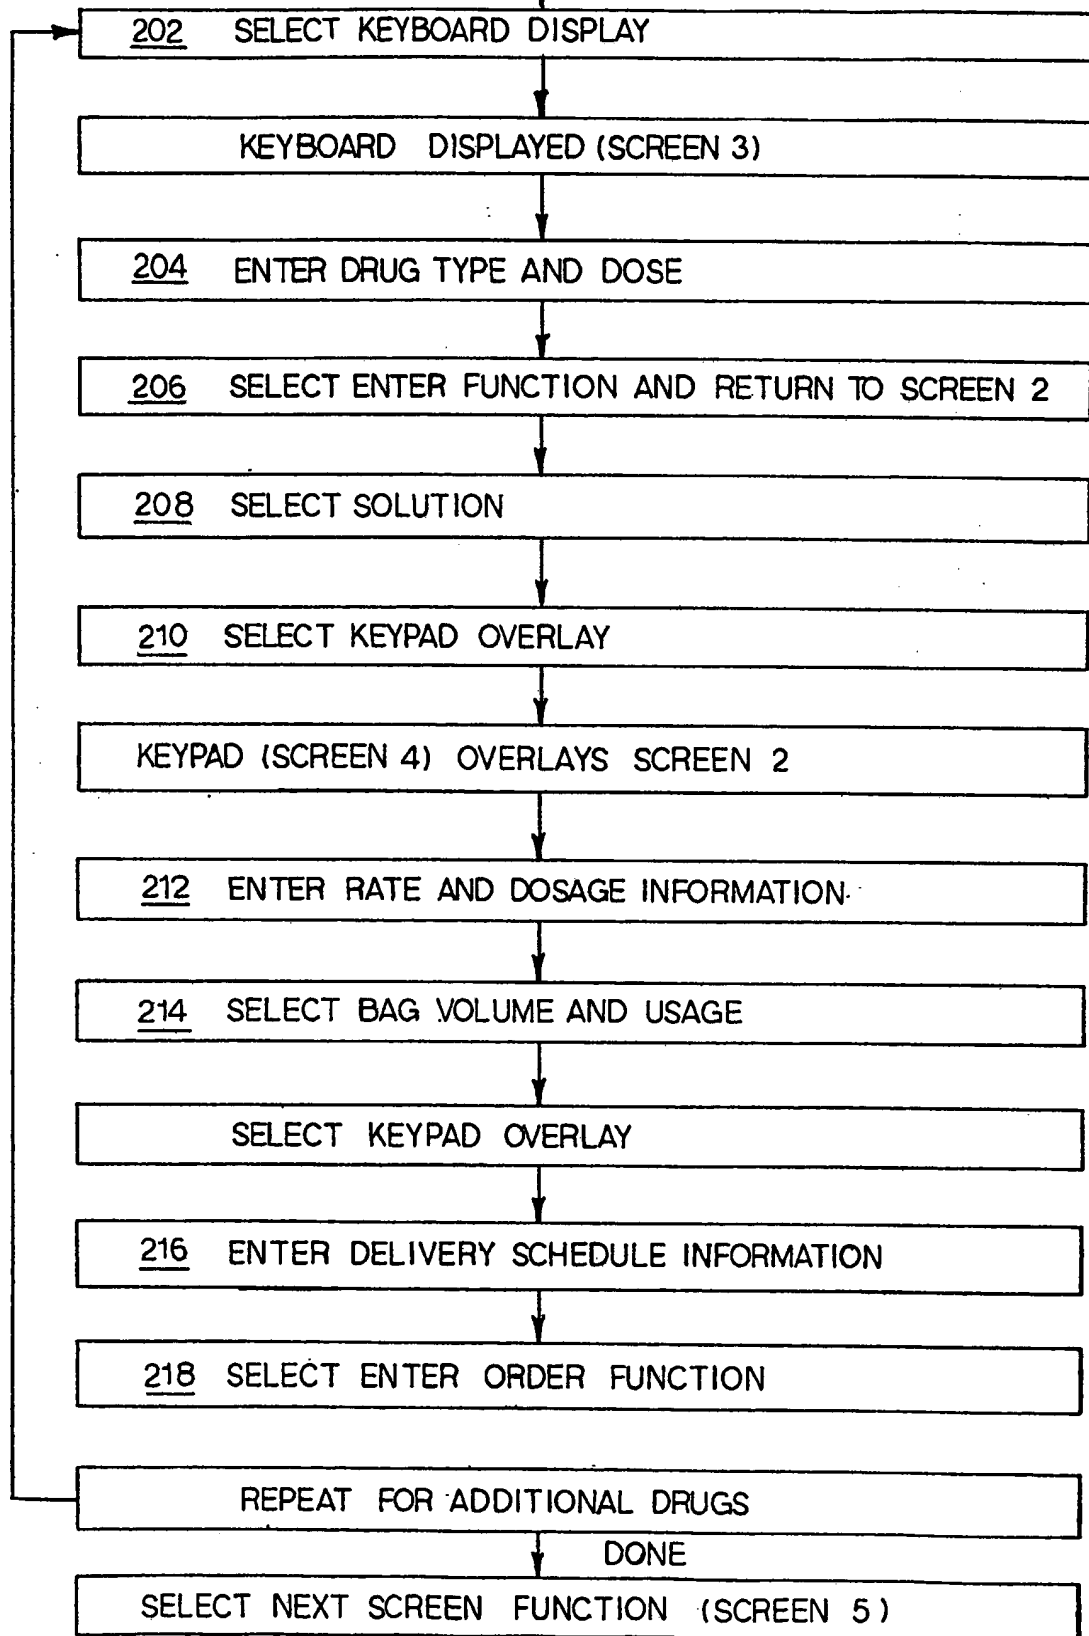 202 SELECT KEYBOARD DISPLAY
KEYBOARD DISPLAYED (SCREEN 3)
204 ENTER DRUG TYPE AND DOSE
206 SELECT ENTER FUNCTION AND RETURN TO SCREEN 2
208 SELECT SOLUTION
210 SELECT KEYPAD OVERLAY
KEYPAD (SCREEN 4) OVERLAYS SCREEN 2
212 ENTER RATE AND DOSAGE INFORMATION
214 SELECT BAG VOLUME AND USAGE
SELECT KEYPAD OVERLAY
216 ENTER DELIVERY SCHEDULE INFORMATION
218 SELECT ENTER ORDER FUNCTION
REPEAT FOR ADDITIONAL DRUGS
DONE
SELECT NEXT SCREEN FUNCTION (SCREEN 5)